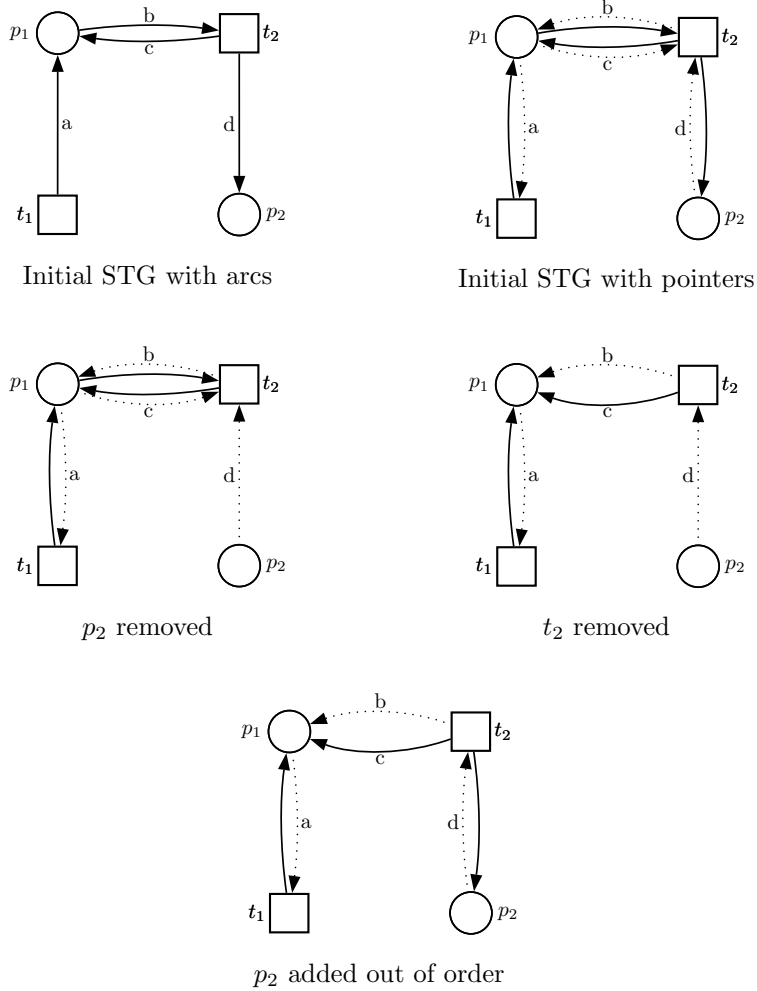 b
p₁ t₂
c
a d
t₁ p₂
Initial STG with arcs
b
p₁ t₂
c
a d
t₁ p₂
Initial STG with pointers
b
p₁ t₂
c
a d
t₁ p₂
p₂ removed
b
p₁ t₂
c
a d
t₁ p₂
t₂ removed
b
p₁ t₂
c
a d
t₁ p₂
p₂ added out of order